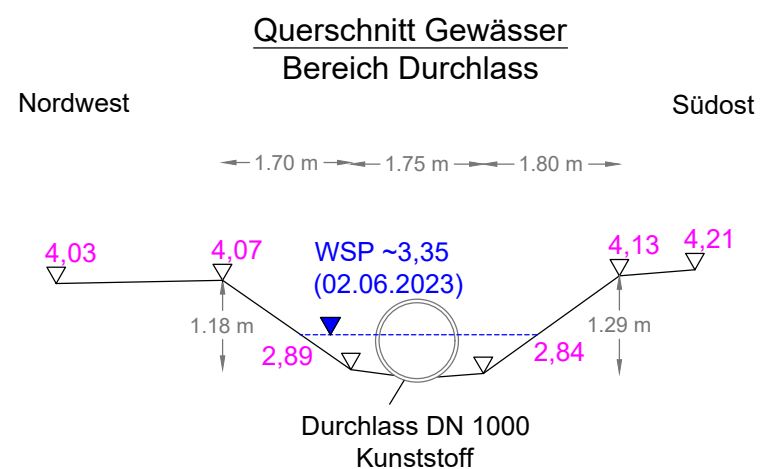 Querschnitt Gewässer
Bereich Durchlass
Nordwest
Südost
1.70 m
1.75 m
1.80 m
4,03
4,07
WSP ~3,35
(02.06.2023)
4,13
4,21
1.18 m
1.29 m
2,89
2,84
Durchlass DN 1000
Kunststoff